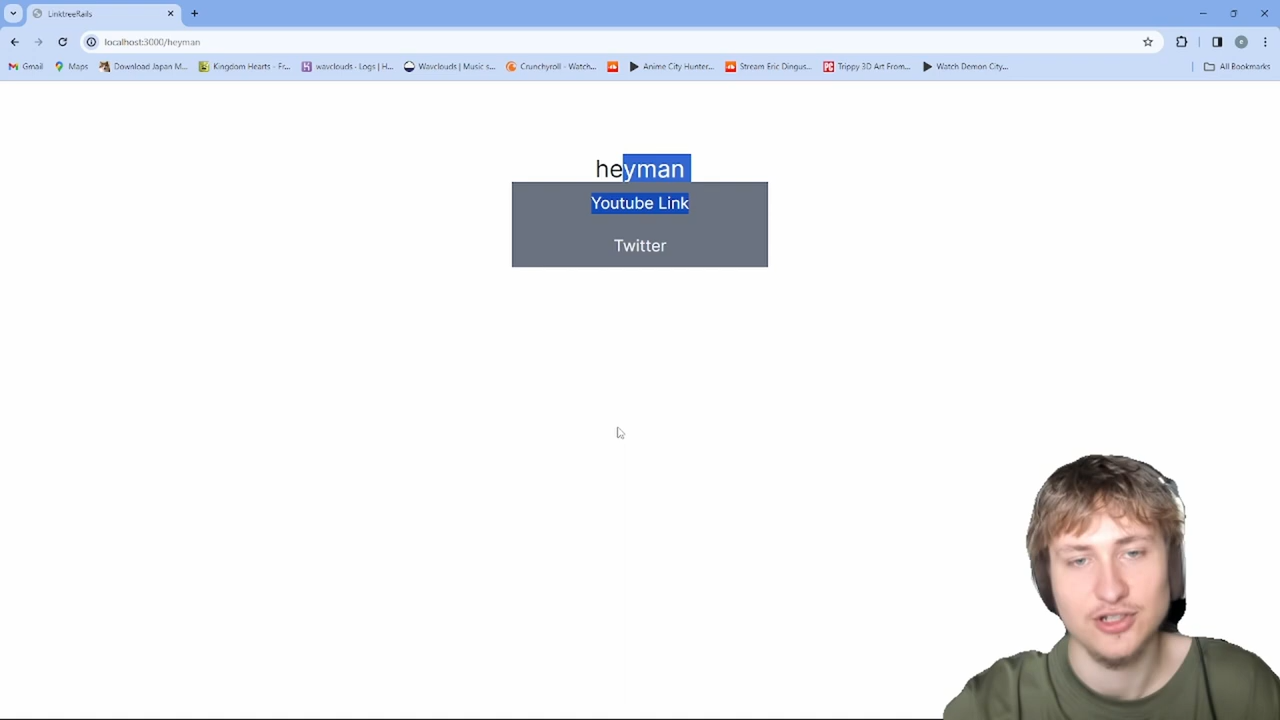 LinktreeRails
localhost:3000/heyman
Gmail
Maps
Download Japan M...
Kingdom Hearts - Fr...
wavclouds - Logs | H...
Wavclouds | Music s...
Crunchyroll - Watch...
Anime City Hunter...
Stream Eric Dingus...
Trippy 3D Art From...
Watch Demon City...
All Bookmarks
heyman
Youtube Link
Twitter